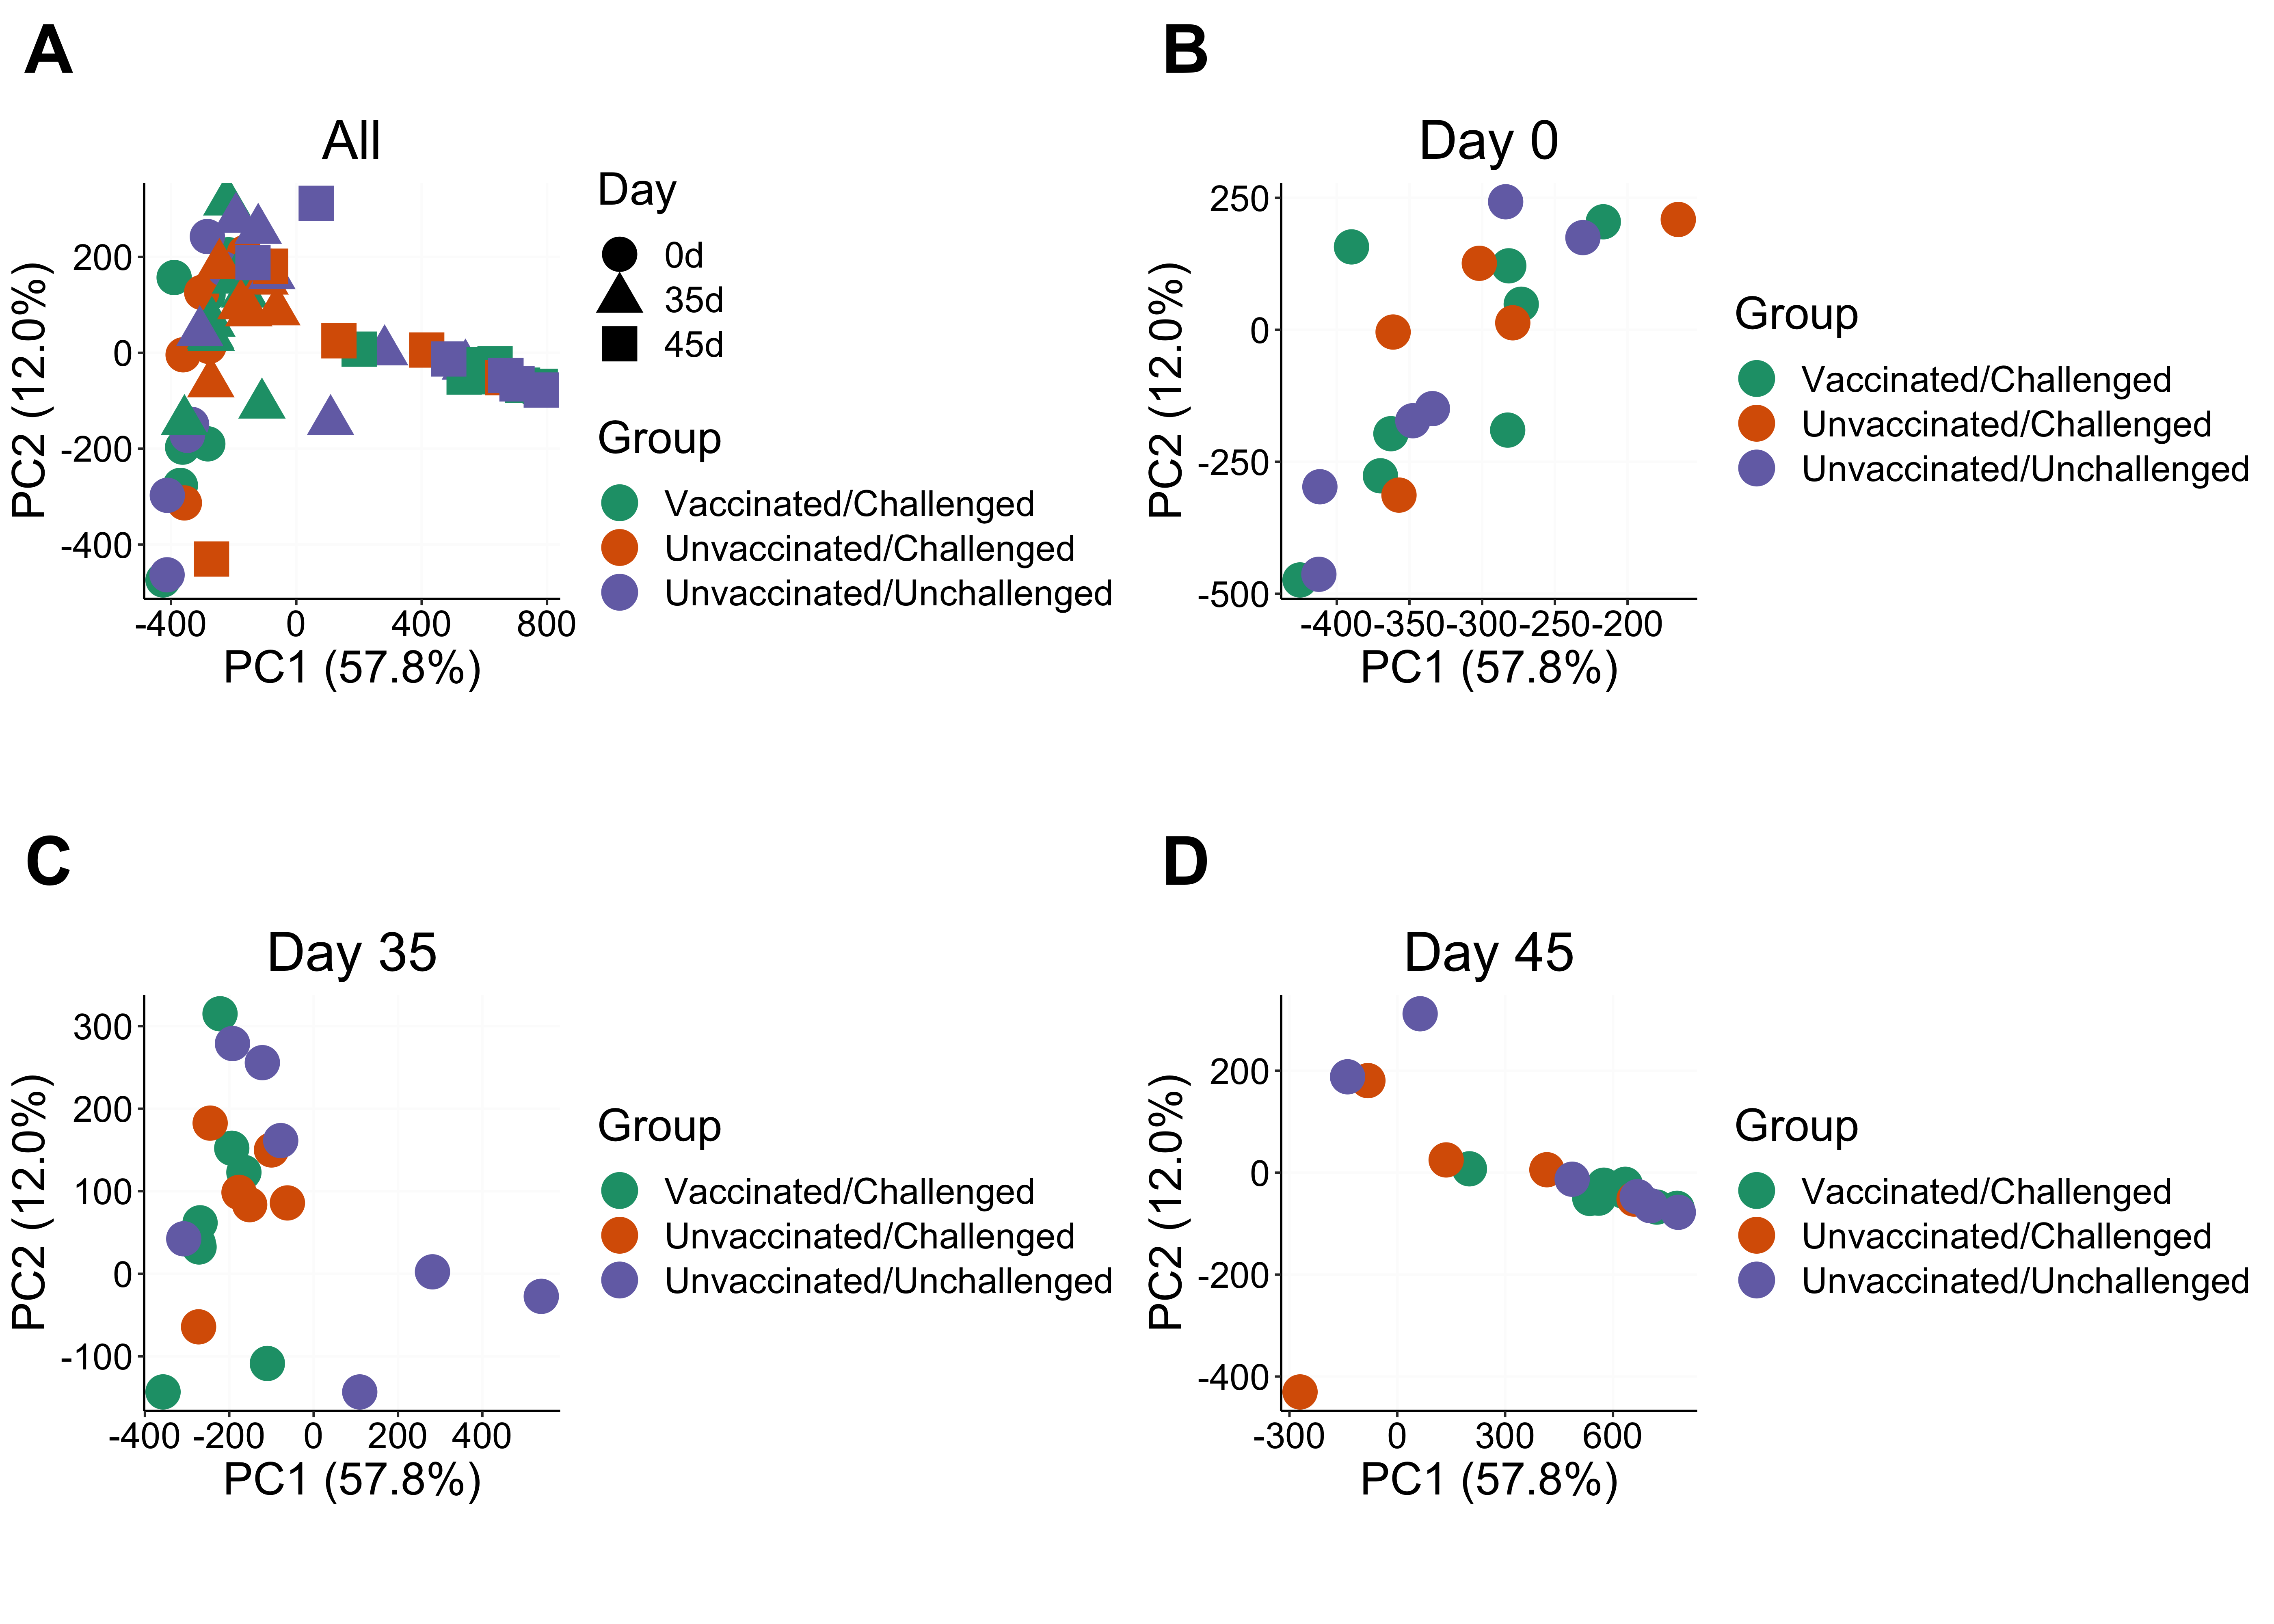 A
All
200
0
-200
-400
-400 0 400 800
PC1 (57.8%)
PC2 (12.0%)
Day
0d
35d
45d
Group
Vaccinated/Challenged
Unvaccinated/Challenged
Unvaccinated/Unchallenged
B
Day 0
250
0
-250
-500
-400 -350 -300 -250 -200
PC1 (57.8%)
PC2 (12.0%)
Group
Vaccinated/Challenged
Unvaccinated/Challenged
Unvaccinated/Unchallenged
C
Day 35
300
200
100
0
-100
-400 -200 0 200 400
PC1 (57.8%)
PC2 (12.0%)
Group
Vaccinated/Challenged
Unvaccinated/Challenged
Unvaccinated/Unchallenged
D
Day 45
200
0
-200
-400
-300 0 300 600
PC1 (57.8%)
PC2 (12.0%)
Group
Vaccinated/Challenged
Unvaccinated/Challenged
Unvaccinated/Unchallenged